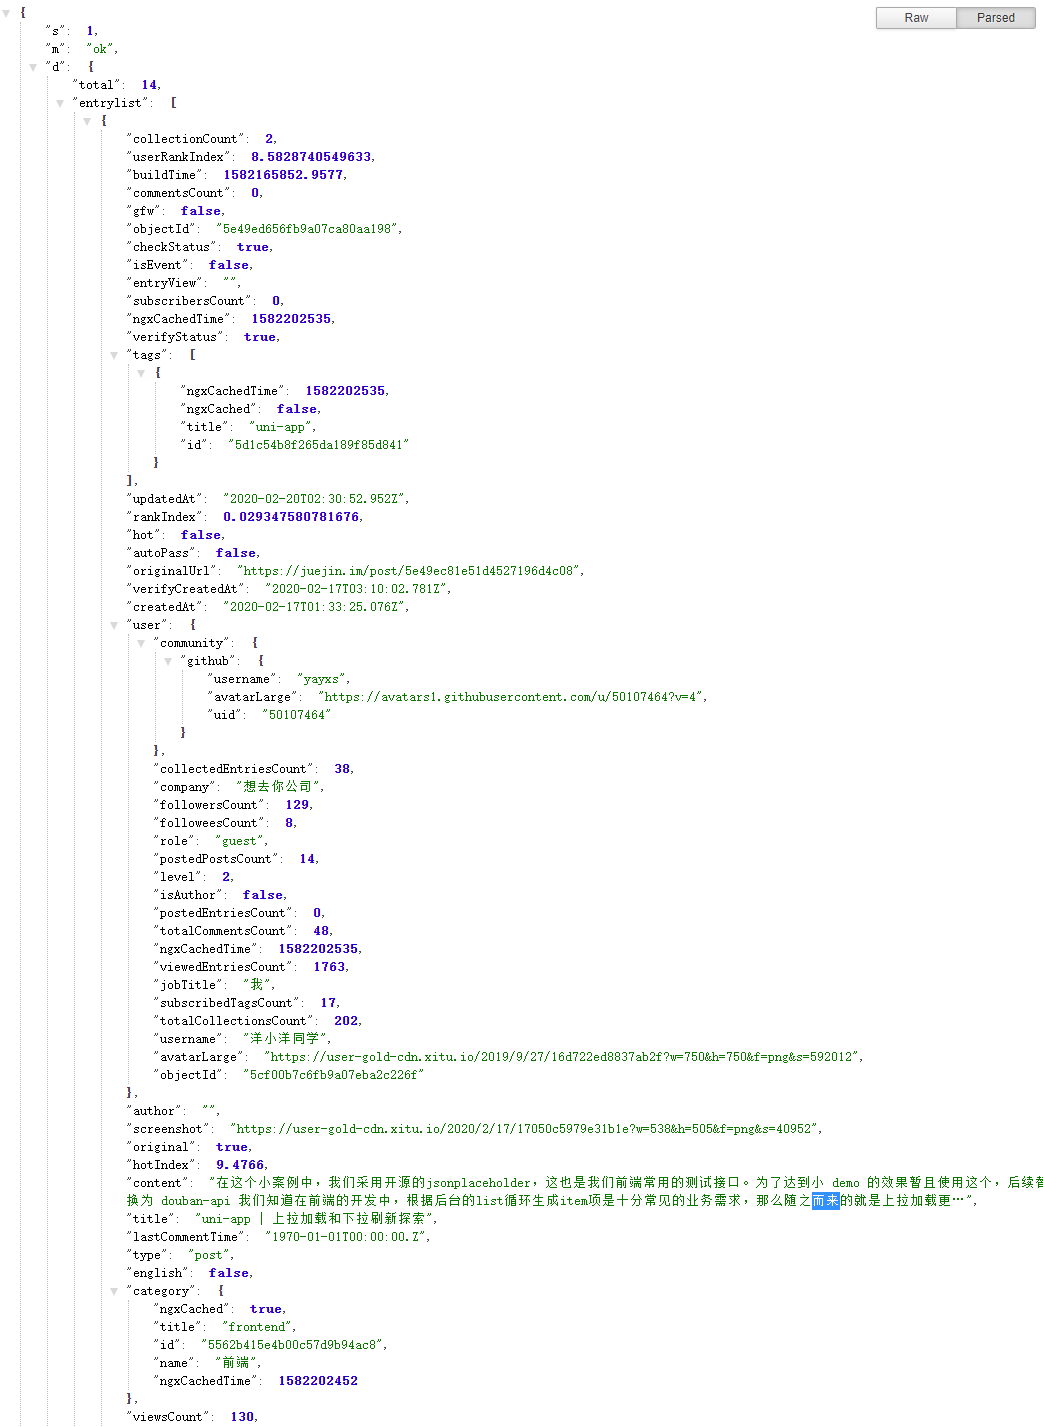 {
Raw Parsed
"s": 1,
"m": "ok",
"d": {
"total": 14,
"entrylist": [
{
"collectionCount": 2,
"userRankIndex": 8.5828740549633,
"buildTime": 1582165852.9577,
"commentsCount": 0,
"gfw": false,
"objectId": "5e49ed656fb9a07ca80aa198",
"checkStatus": true,
"isEvent": false,
"entryView": "",
"subscribersCount": 0,
"ngxCachedTime": 1582202535,
"verifyStatus": true,
"tags": [
{
"ngxCachedTime": 1582202535,
"ngxCached": false,
"title": "uni-app",
"id": "5d1c54b8f265da189f85d841"
}
],
"updatedAt": "2020-02-20T02:30:52.952Z",
"rankIndex": 0.029347580781676,
"hot": false,
"autoPass": false,
"originalUrl": "https://juejin.im/post/5e49ec81e51d4527196d4c08",
"verifyCreatedAt": "2020-02-17T03:10:02.781Z",
"createdAt": "2020-02-17T01:33:25.076Z",
"user": {
"community": {
"github": {
"username": "yayxs",
"avatarLarge": "https://avatars1.githubusercontent.com/u/50107464?v=4",
"uid": "50107464"
}
},
"collectedEntriesCount": 38,
"company": "想去你公司",
"followersCount": 129,
"followeesCount": 8,
"role": "guest",
"postedPostsCount": 14,
"level": 2,
"isAuthor": false,
"postedEntriesCount": 0,
"totalCommentsCount": 48,
"ngxCachedTime": 1582202535,
"viewedEntriesCount": 1763,
"jobTitle": "我",
"subscribedTagsCount": 17,
"totalCollectionsCount": 202,
"username": "洋小洋同学",
"avatarLarge": "https://user-gold-cdn.xitu.io/2019/9/27/16d722ed8837ab2f?w=750&h=750&f=png&s=592012",
"objectId": "5cf00b7c6fb9a07eba2c226f"
},
"author": "",
"screenshot": "https://user-gold-cdn.xitu.io/2020/2/17/17050c5979e31b1e?w=538&h=505&f=png&s=40952",
"original": true,
"hotIndex": 9.4766,
"content": "在这个小案例中，我们采用开源的jsonplaceholder，这也是我们前端常用的测试接口。为了达到小 demo 的效果暂且使用这个，后续替
换为 douban-api 我们知道在前端的开发中，根据后台的list循环生成item项是十分常见的业务需求，那么随之而来的就是上拉加载更…",
"title": "uni-app | 上拉加载和下拉刷新探索",
"lastCommentTime": "1970-01-01T00:00:00.Z",
"type": "post",
"english": false,
"category": {
"ngxCached": true,
"title": "frontend",
"id": "5562b415e4b00c57d9b94ac8",
"name": "前端",
"ngxCachedTime": 1582202452
},
"viewsCount": 130,